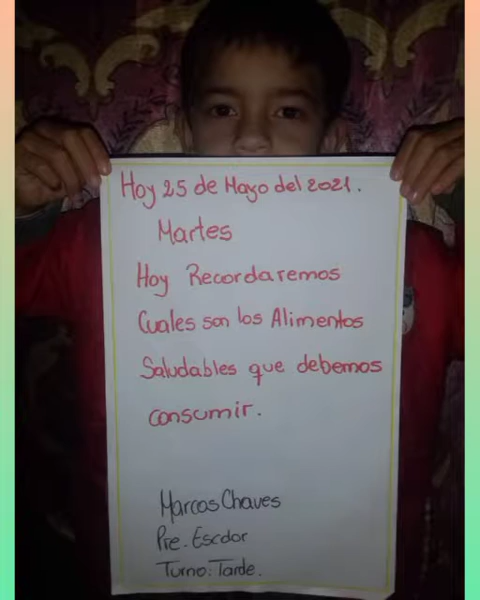 Hoy 25 de Mayo del 2021.
Martes
Hoy Recordaremos
Cuales son los Alimentos
Saludables que debemos
consumir.
Marcos Chaves
Pre. Escdor
Turno: Tarde.